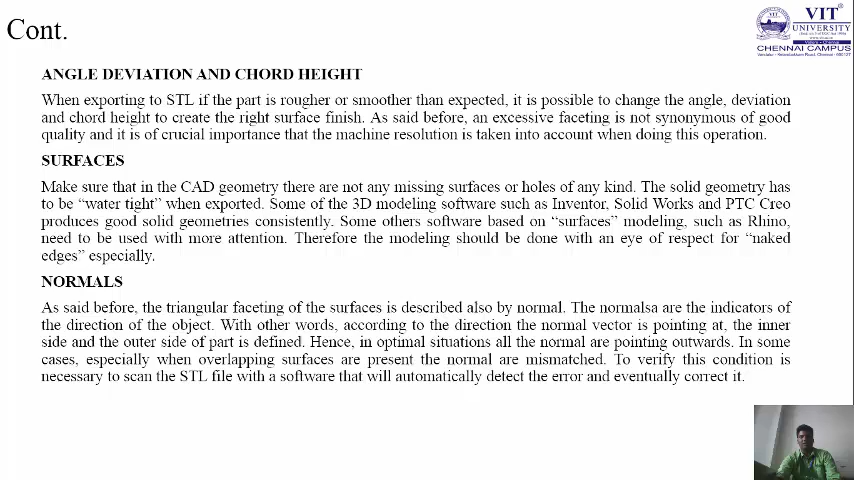 Cont.
VIT
UNIVERSITY
CHENNAI CAMPUS
ANGLE DEVIATION AND CHORD HEIGHT
When exporting to STL if the part is rougher or smoother than expected, it is possible to change the angle, deviation
and chord height to create the right surface finish. As said before, an excessive faceting is not synonymous of good
quality and it is of crucial importance that the machine resolution is taken into account when doing this operation.
SURFACES
Make sure that in the CAD geometry there are not any missing surfaces or holes of any kind. The solid geometry has
to be “water tight” when exported. Some of the 3D modeling software such as Inventor, Solid Works and PTC Creo
produces good solid geometries consistently. Some others software based on “surfaces” modeling, such as Rhino,
need to be used with more attention. Therefore the modeling should be done with an eye of respect for “naked
edges” especially.
NORMALS
As said before, the triangular faceting of the surfaces is described also by normal. The normalsa are the indicators of
the direction of the object. With other words, according to the direction the normal vector is pointing at, the inner
side and the outer side of part is defined. Hence, in optimal situations all the normal are pointing outwards. In some
cases, especially when overlapping surfaces are present the normal are mismatched. To verify this condition is
necessary to scan the STL file with a software that will automatically detect the error and eventually correct it.